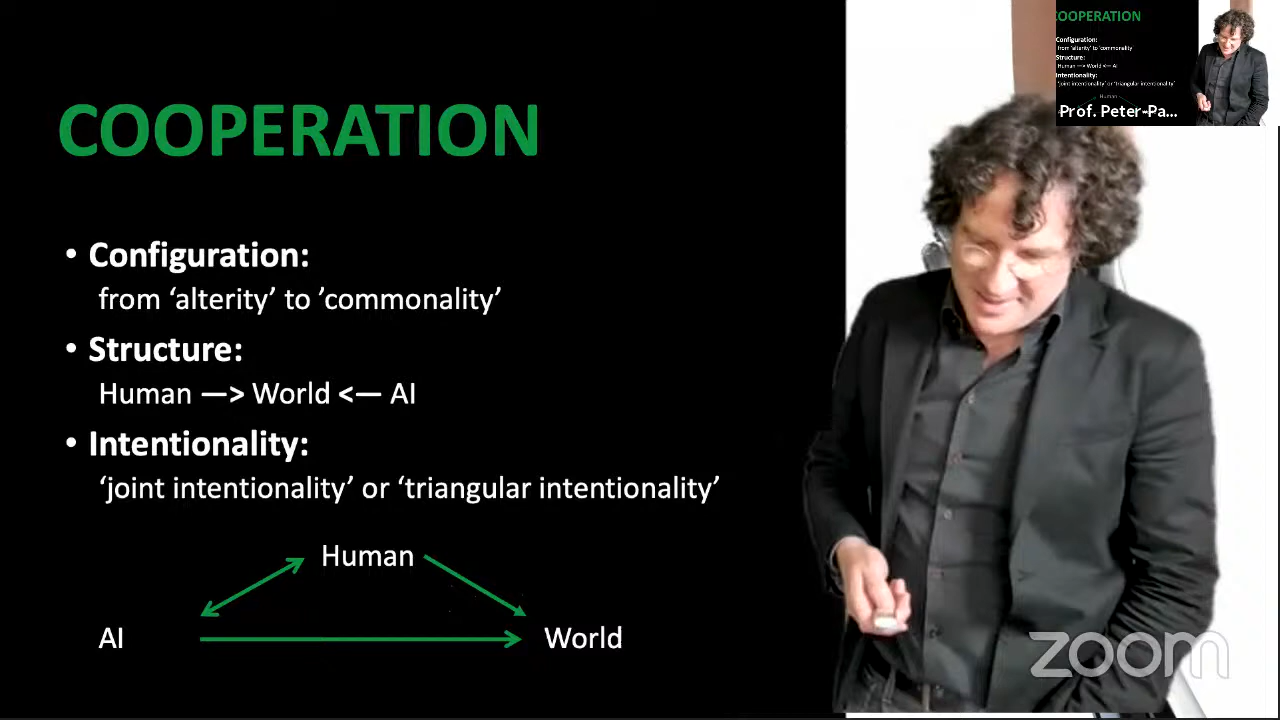 COOPERATION
• Configuration:
from ‘alterity’ to ’commonality’
• Structure:
Human —> World <— AI
• Intentionality:
‘joint intentionality’ or ‘triangular intentionality’
Human
AI
World
COOPERATION
Configuration:
from ‘alterity’ to ’commonality’
Structure:
Human —> World <— AI
Intentionality:
‘joint intentionality’ or ‘triangular intentionality’
Human
Prof. Peter-Pa...
zoom